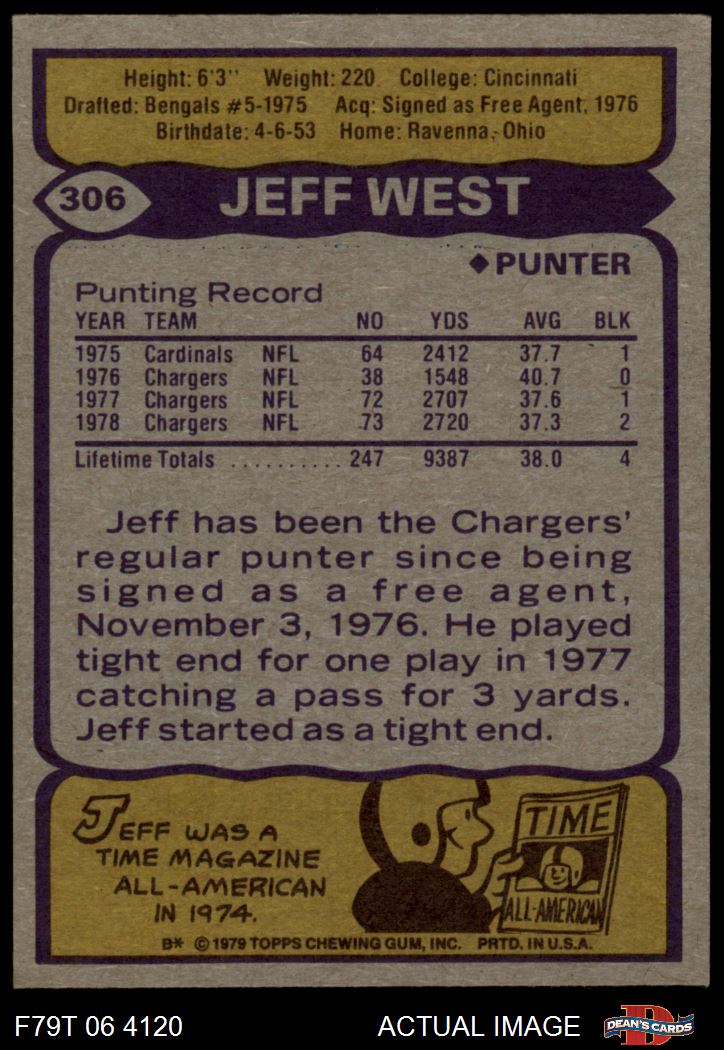 Height: 6'3" Weight: 220 College: Cincinnati
Drafted: Bengals #5-1975 Acq: Signed as Free Agent, 1976
Birthdate: 4-6-53 Home: Ravenna, Ohio
306 JEFF WEST
◆PUNTER
Punting Record
YEAR TEAM NO YDS AVG BLK
1975 Cardinals NFL 64 2412 37.7 1
1976 Chargers NFL 38 1548 40.7 0
1977 Chargers NFL 72 2707 37.6 1
1978 Chargers NFL 73 2720 37.3 2
Lifetime Totals .......... 247 9387 38.0 4
Jeff has been the Chargers'
regular punter since being
signed as a free agent,
November 3, 1976. He played
tight end for one play in 1977
catching a pass for 3 yards.
Jeff started as a tight end.
JEFF WAS A
TIME MAGAZINE
ALL-AMERICAN
IN 1974.
TIME
ALL-AMERICAN
B* © 1979 TOPPS CHEWING GUM, INC. PRTD. IN U.S.A.
F79T 06 4120 ACTUAL IMAGE D DEAN'S CARDS